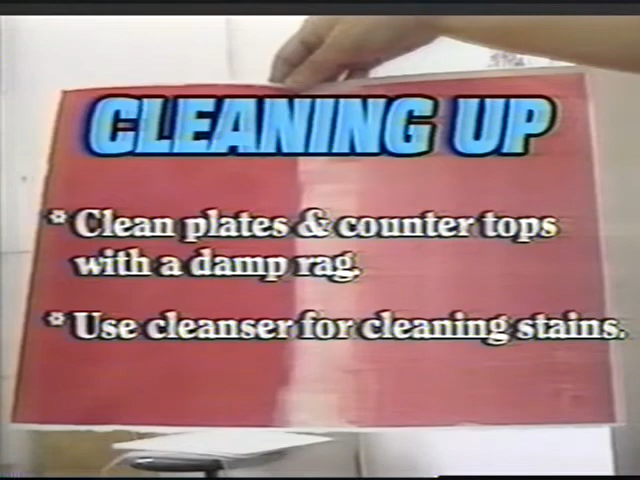 CLEANING UP
* Clean plates & counter tops
with a damp rag.
* Use cleanser for cleaning stains.